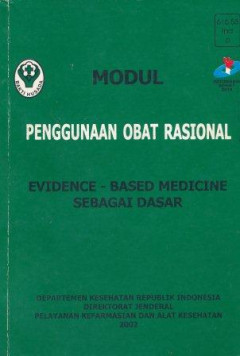 MODUL
PENGGUNAAN OBAT RASIONAL
EVIDENCE - BASED MEDICINE
SEBAGAI DASAR
DEPARTEMEN KESEHATAN REPUBLIK INDONESIA
DIREKTORAT JENDERAL
PELAYANAN KEFARMASIAN DAN ALAT KESEHATAN
2002